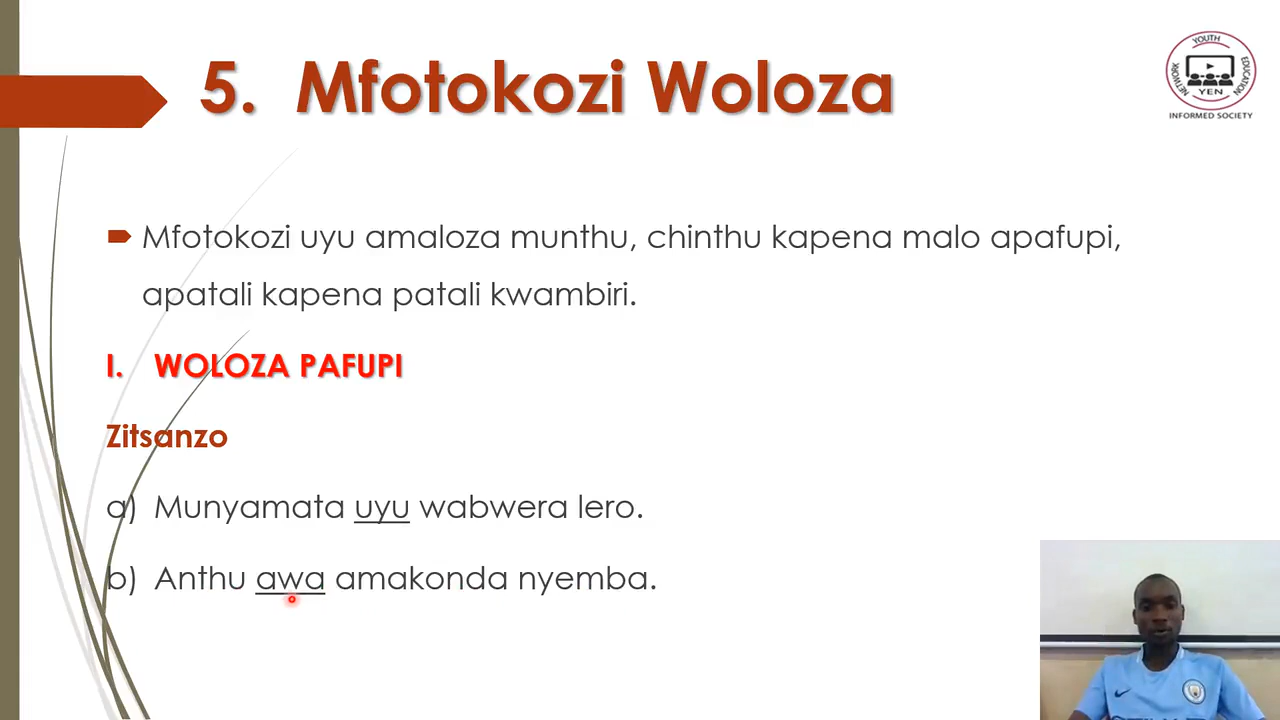 5. Mfotokozi Woloza
YOUTH
NETWORK
EDUCATION
YEN
INFORMED SOCIETY
Mfotokozi uyu amaloza munthu, chinthu kapena malo apafupi,
apatali kapena patali kwambiri.
I. WOLOZA PAFUPI
Zitsanzo
a) Munyamata uyu wabwera lero.
b) Anthu awa amakonda nyemba.